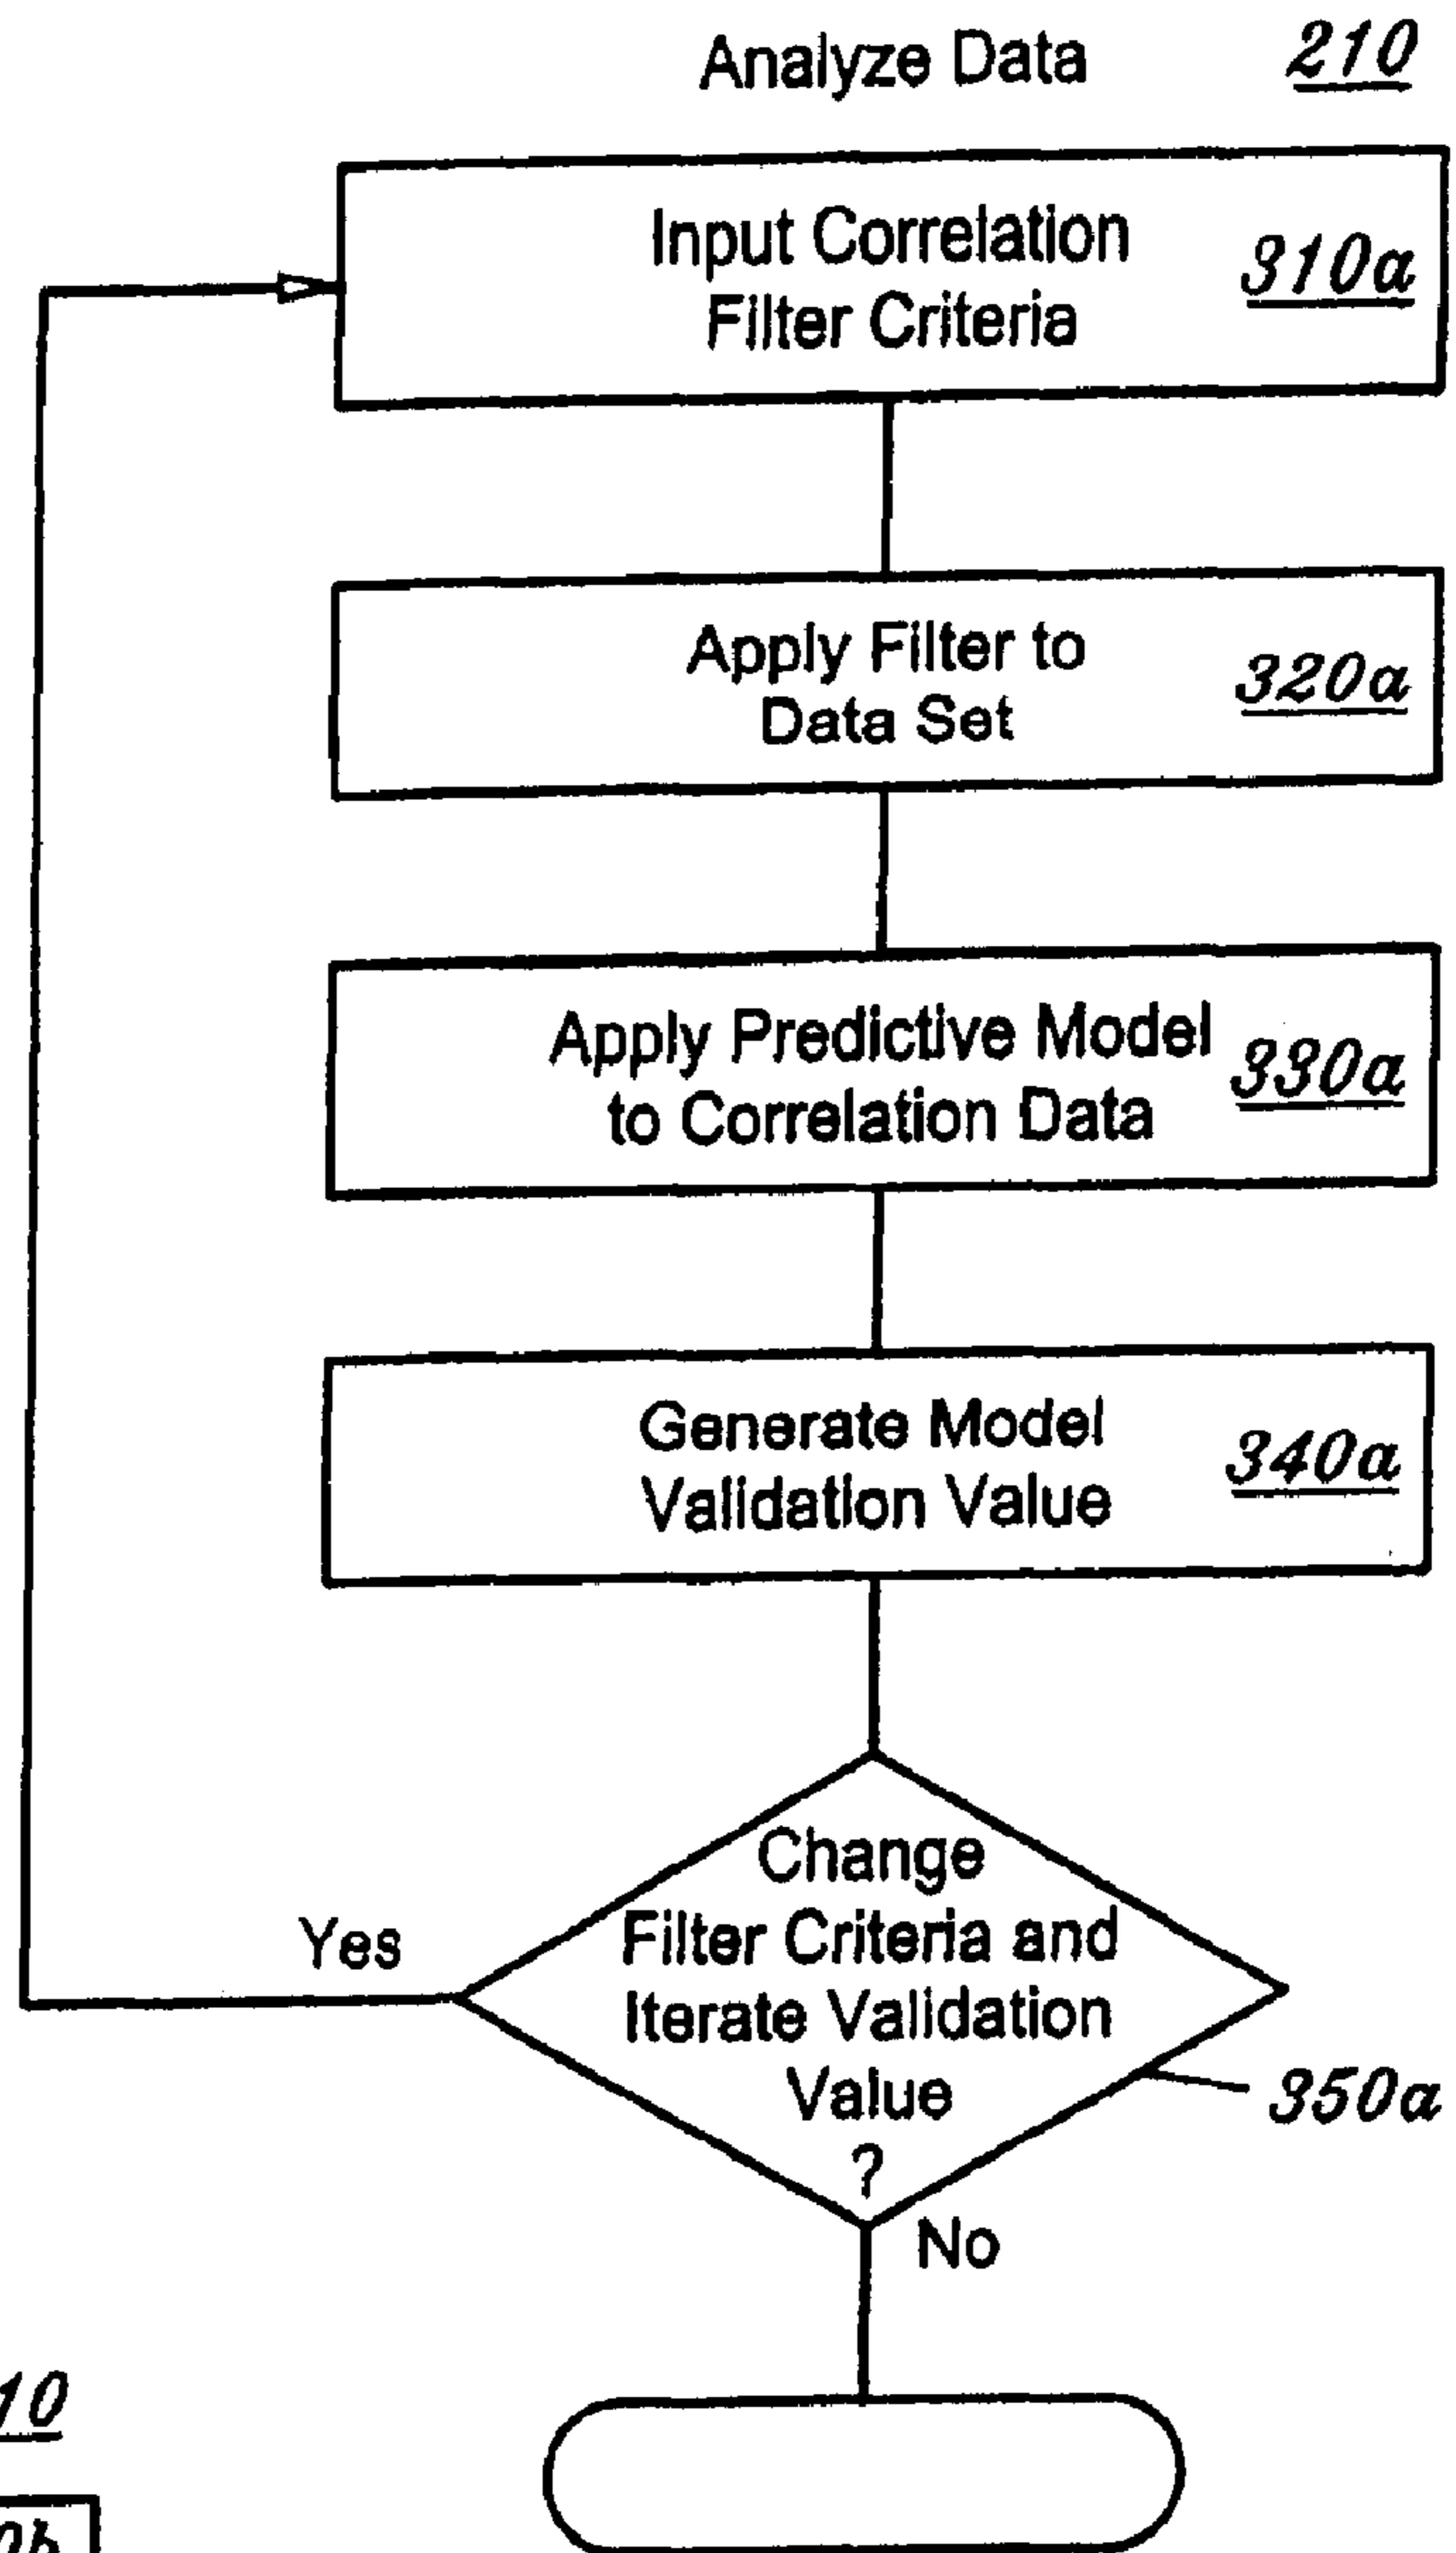 Analyze Data 210
Input Correlation
Filter Criteria
310a
Apply Filter to
Data Set
320a
Apply Predictive Model
to Correlation Data
330a
Generate Model
Validation Value
340a
Change
Filter Criteria and
Iterate Validation
Value
?
Yes
350a
No
10